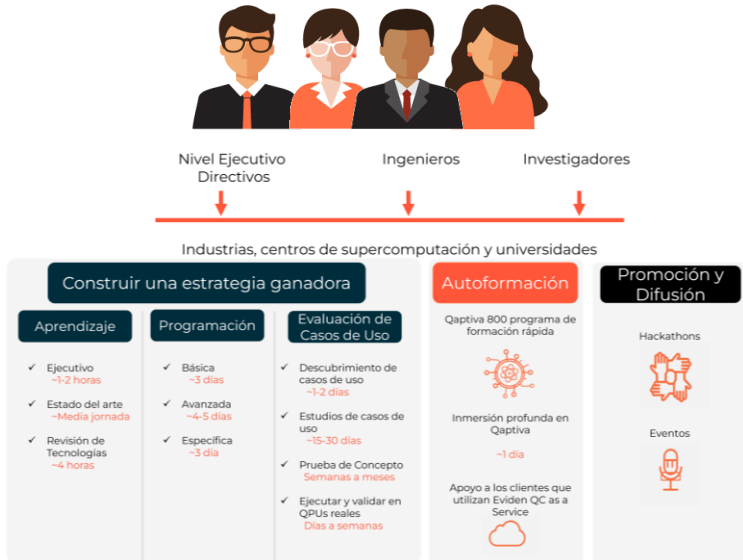 Nivel Ejecutivo
Directivos
Ingenieros
Investigadores
Industrias, centros de supercomputación y universidades
Construir una estrategia ganadora
Aprendizaje
✓ Ejecutivo
~1-2 horas
✓ Estado del arte
~Media jornada
✓ Revisión de
Tecnologías
~4 horas
Programación
✓ Básica
~3 días
✓ Avanzada
~4-5 días
✓ Específica
~3 día
Evaluación de
Casos de Uso
✓ Descubrimiento de
casos de uso
~1-2 días
✓ Estudios de casos de
uso
~15-30 días
✓ Prueba de Concepto
Semanas a meses
✓ Ejecutar y validar en
QPUs reales
Días a semanas
Autoformación
Qaptiva 800 programa de
formación rápida
Inmersión profunda en
Qaptiva
~1 día
Apoyo a los clientes que
utilizan Eviden QC as a
Service
Promoción y
Difusión
Hackathons
Eventos